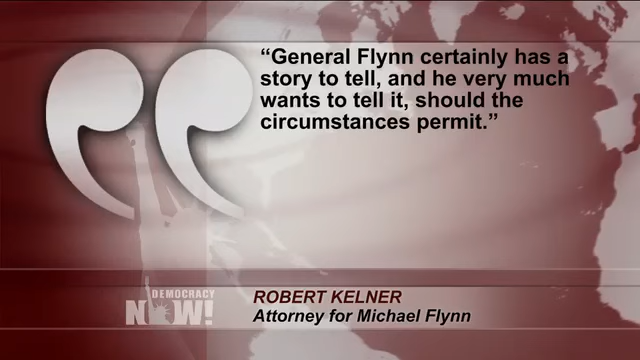 “General Flynn certainly has a
story to tell, and he very much
wants to tell it, should the
circumstances permit.”
DEMOCRACY
NOW!
ROBERT KELNER
Attorney for Michael Flynn